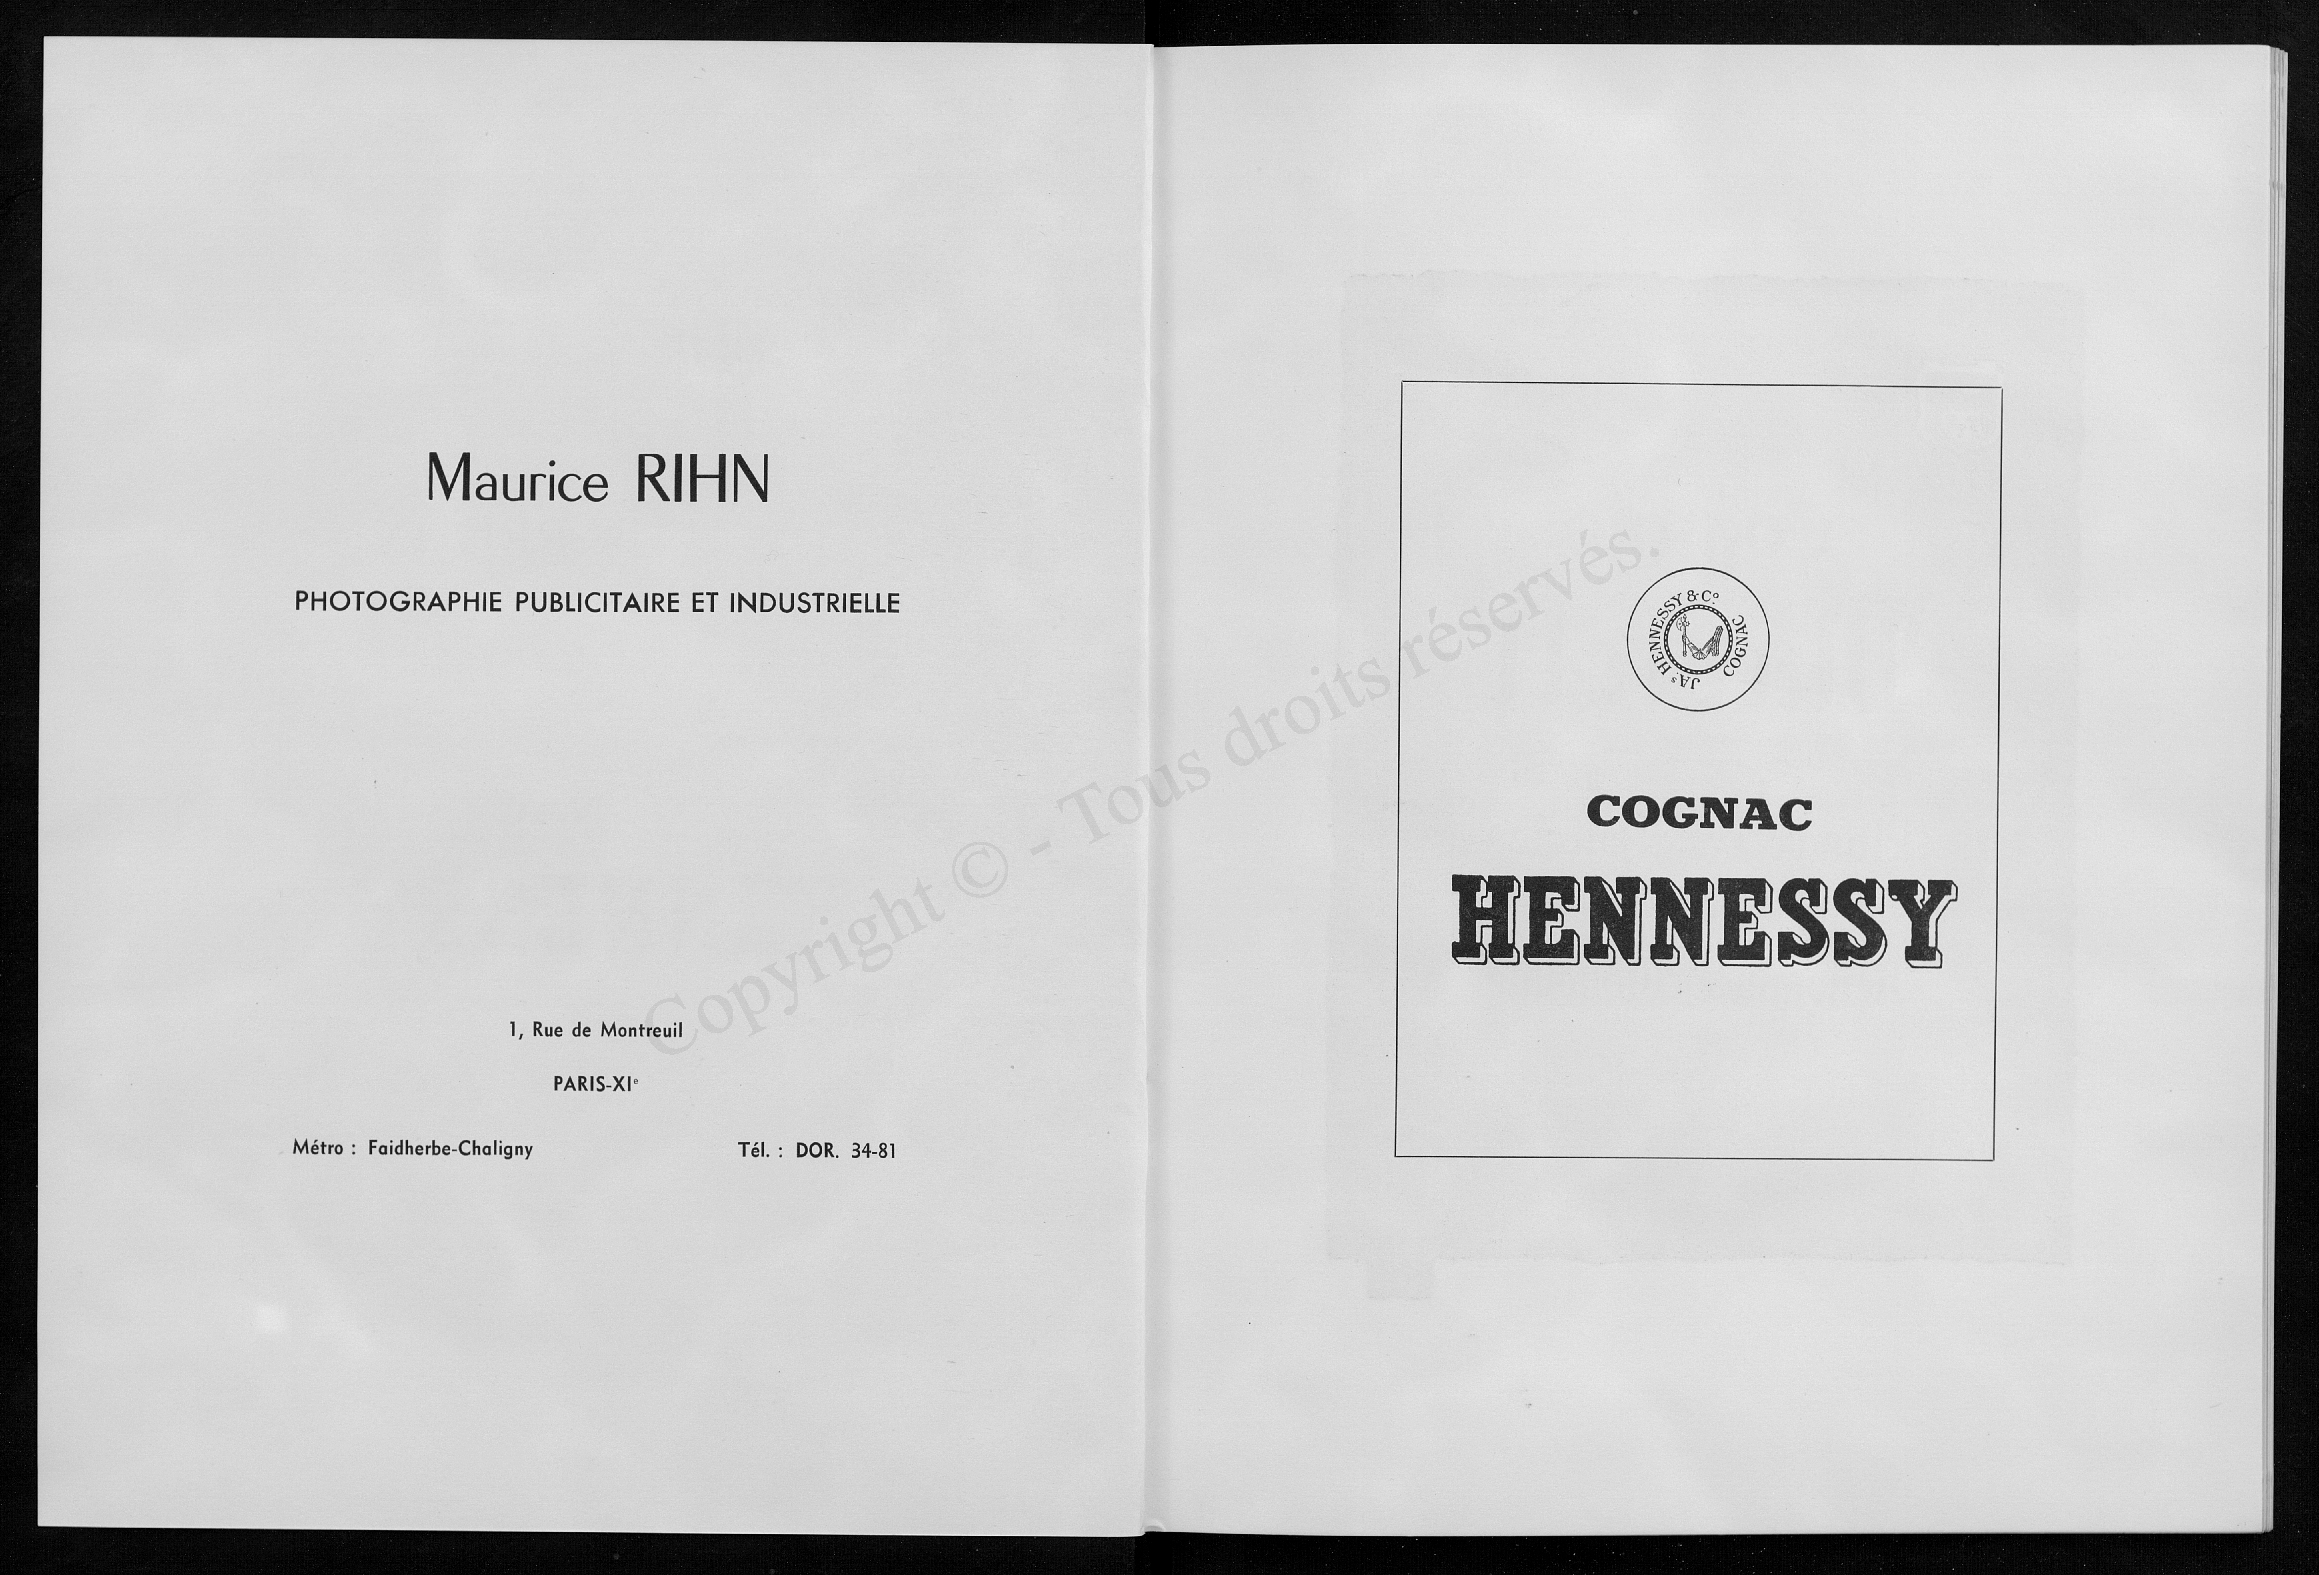 Maurice RIHN
PHOTOGRAPHIE PUBLICITAIRE ET INDUSTRIELLE
1, Rue de Montreuil
PARIS-XIᵉ
Métro : Faidherbe-Chaligny
Tél. : DOR. 34-81
JAˢ HENNESSY & Cº. COGNAC
COGNAC
HENNESSY
Copyright © - Tous droits réservés.